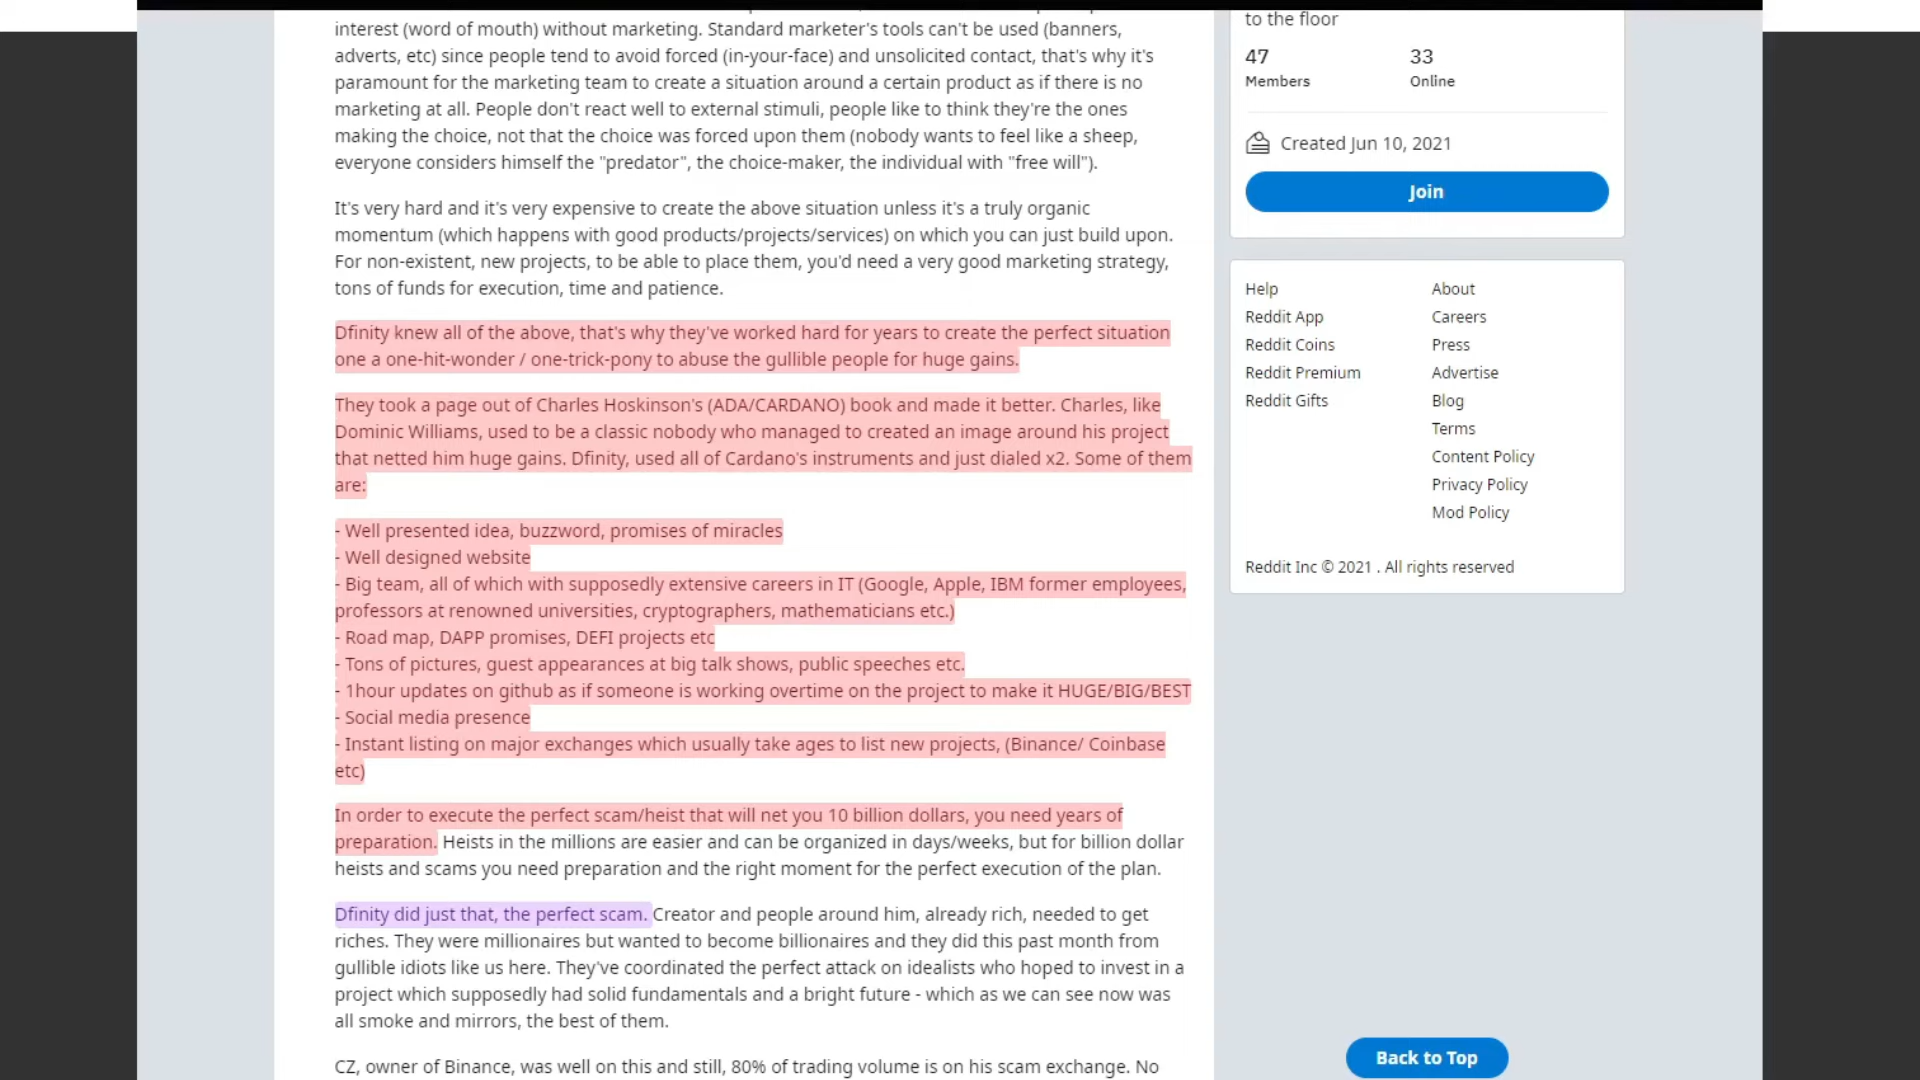 interest (word of mouth) without marketing. Standard marketer's tools can't be used (banners,
adverts, etc) since people tend to avoid forced (in-your-face) and unsolicited contact, that's why it's
paramount for the marketing team to create a situation around a certain product as if there is no
marketing at all. People don't react well to external stimuli, people like to think they're the ones
making the choice, not that the choice was forced upon them (nobody wants to feel like a sheep,
everyone considers himself the "predator", the choice-maker, the individual with "free will").
It's very hard and it's very expensive to create the above situation unless it's a truly organic
momentum (which happens with good products/projects/services) on which you can just build upon.
For non-existent, new projects, to be able to place them, you'd need a very good marketing strategy,
tons of funds for execution, time and patience.
Dfinity knew all of the above, that's why they've worked hard for years to create the perfect situation
one a one-hit-wonder / one-trick-pony to abuse the gullible people for huge gains.
They took a page out of Charles Hoskinson's (ADA/CARDANO) book and made it better. Charles, like
Dominic Williams, used to be a classic nobody who managed to created an image around his project
that netted him huge gains. Dfinity, used all of Cardano's instruments and just dialed x2. Some of them
are:
- Well presented idea, buzzword, promises of miracles
- Well designed website
- Big team, all of which with supposedly extensive careers in IT (Google, Apple, IBM former employees,
professors at renowned universities, cryptographers, mathematicians etc.)
- Road map, DAPP promises, DEFI projects etc
- Tons of pictures, guest appearances at big talk shows, public speeches etc.
- 1hour updates on github as if someone is working overtime on the project to make it HUGE/BIG/BEST
- Social media presence
- Instant listing on major exchanges which usually take ages to list new projects, (Binance/ Coinbase
etc)
In order to execute the perfect scam/heist that will net you 10 billion dollars, you need years of
preparation. Heists in the millions are easier and can be organized in days/weeks, but for billion dollar
heists and scams you need preparation and the right moment for the perfect execution of the plan.
Dfinity did just that, the perfect scam. Creator and people around him, already rich, needed to get
riches. They were millionaires but wanted to become billionaires and they did this past month from
gullible idiots like us here. They've coordinated the perfect attack on idealists who hoped to invest in a
project which supposedly had solid fundamentals and a bright future - which as we can see now was
all smoke and mirrors, the best of them.
CZ, owner of Binance, was well on this and still, 80% of trading volume is on his scam exchange. No
to the floor
47 33
Members Online
Created Jun 10, 2021
Join
Help About
Reddit App Careers
Reddit Coins Press
Reddit Premium Advertise
Reddit Gifts Blog
Terms
Content Policy
Privacy Policy
Mod Policy
Reddit Inc © 2021 . All rights reserved
Back to Top